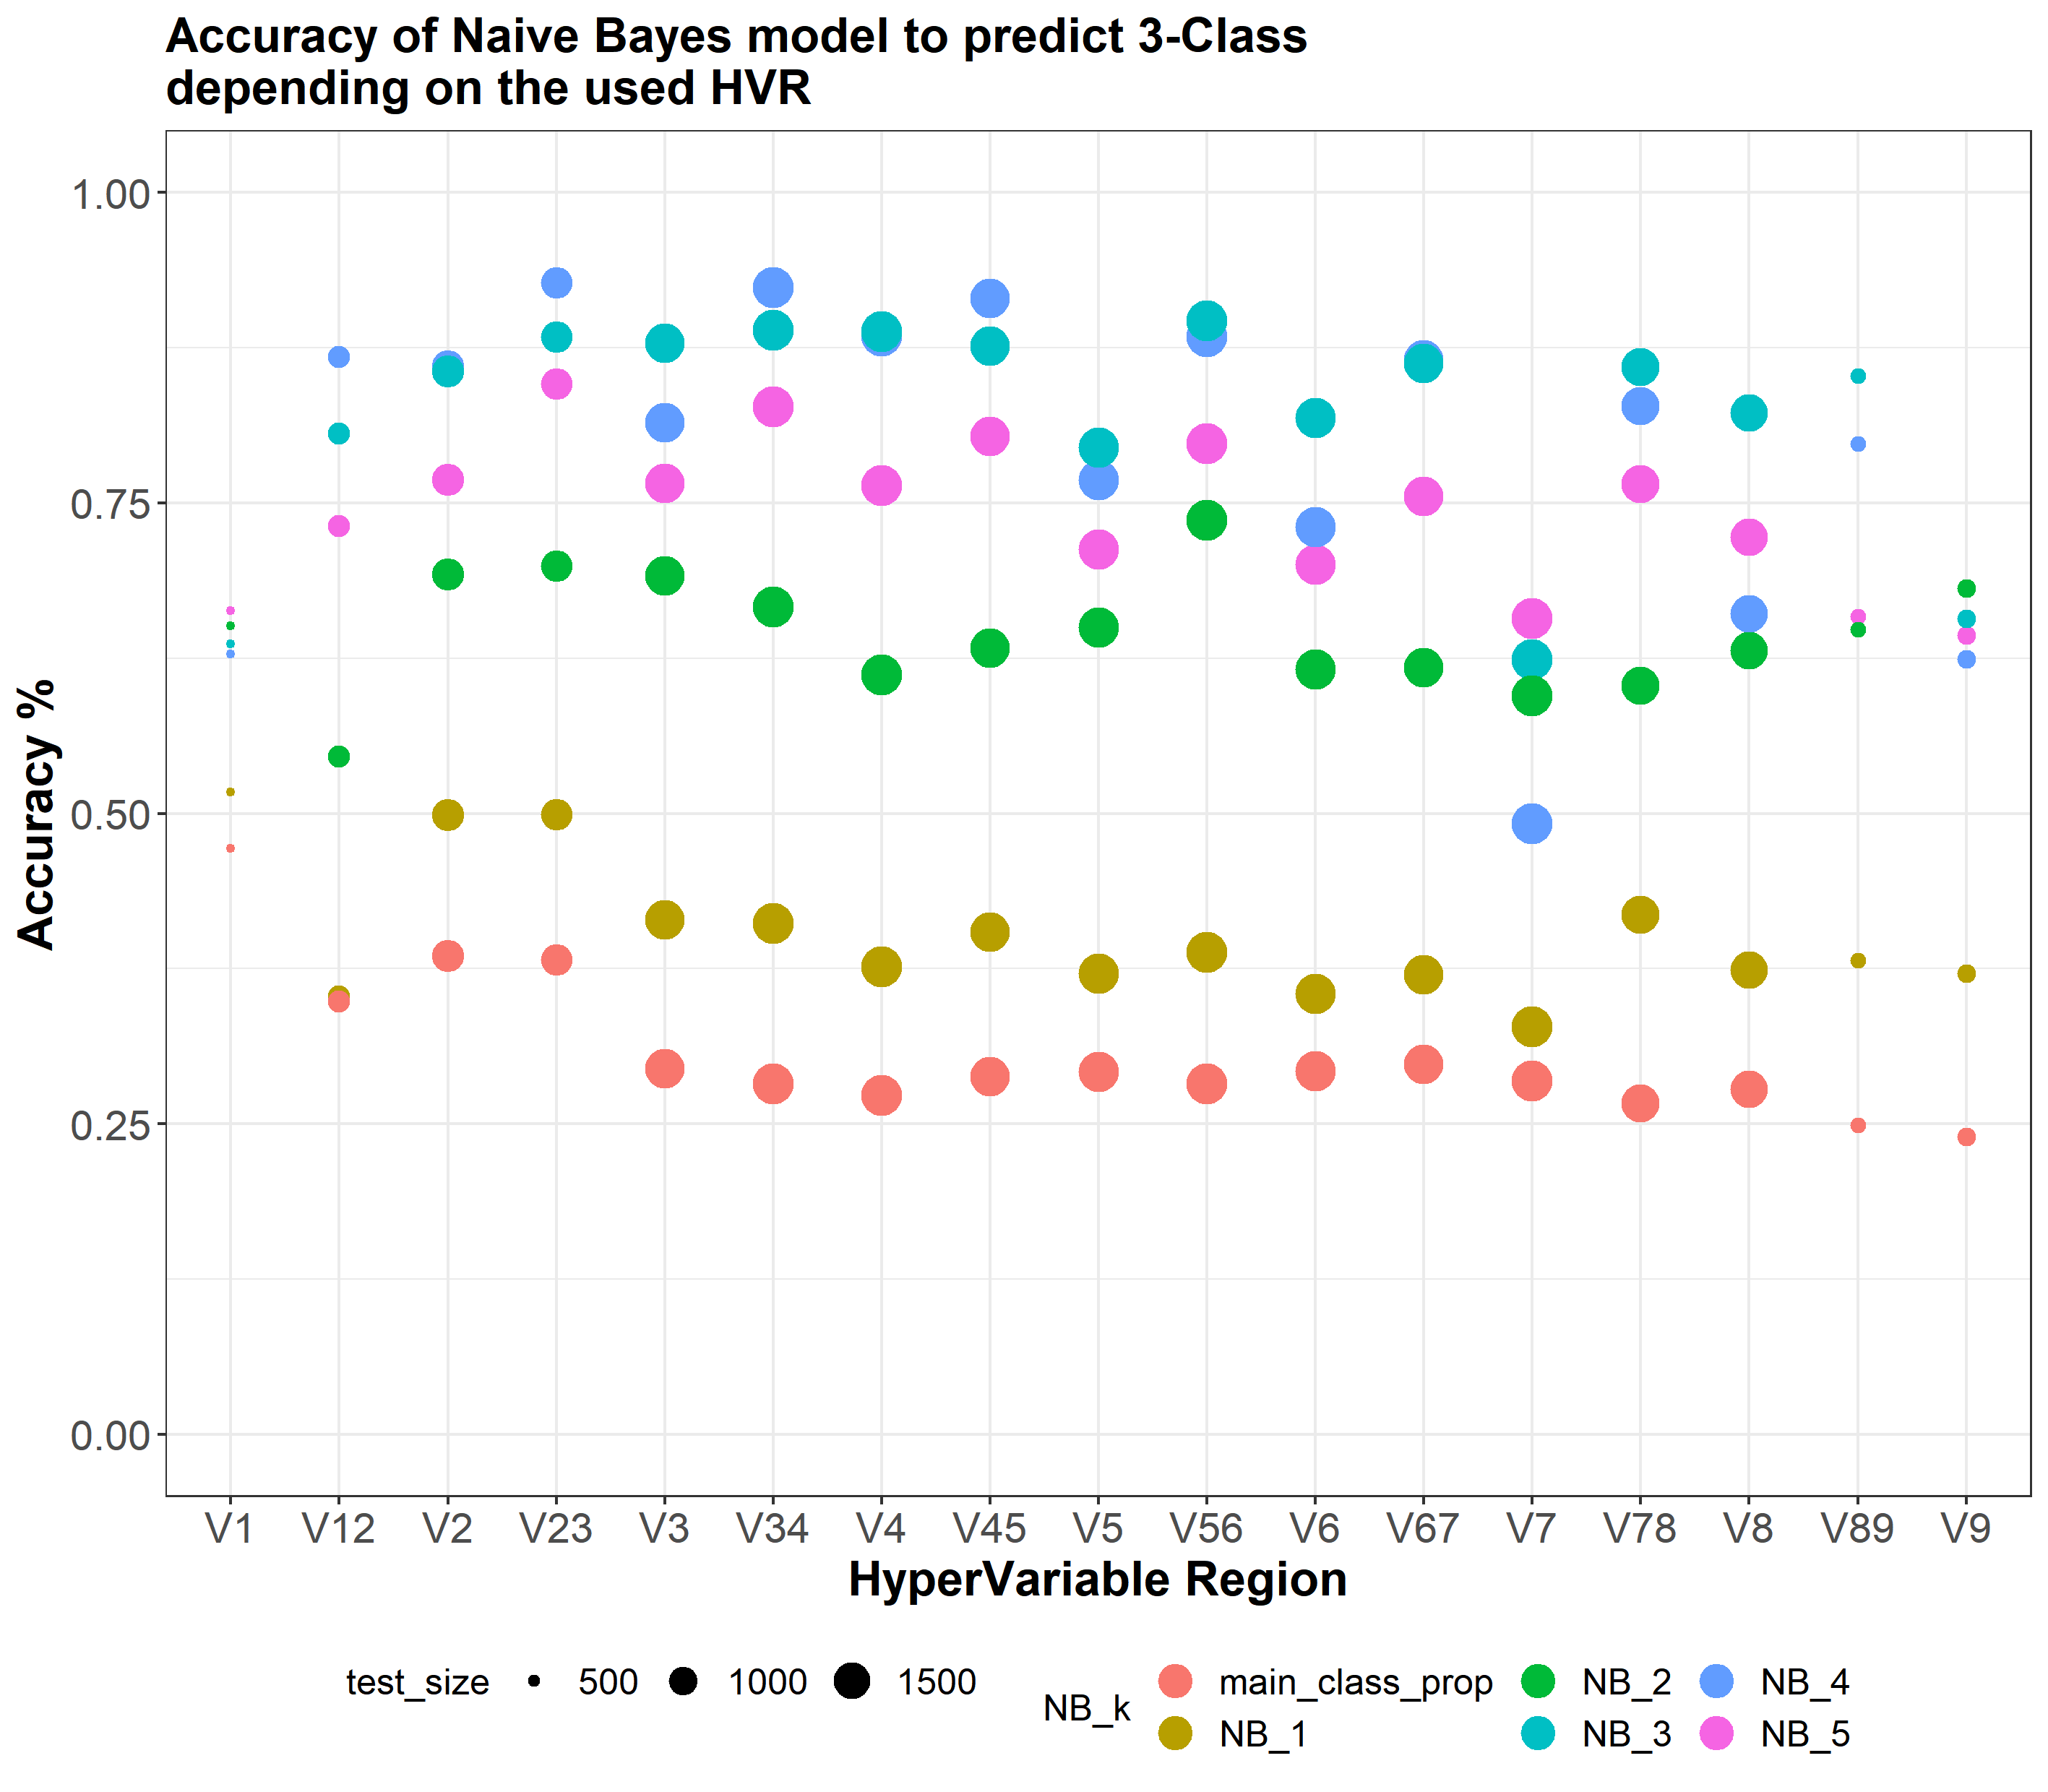 Accuracy of Naive Bayes model to predict 3-Class
depending on the used HVR
Accuracy %
1.00
0.75
0.50
0.25
0.00
V1 V12 V2 V23 V3 V34 V4 V45 V5 V56 V6 V67 V7 V78 V8 V89 V9
HyperVariable Region
test_size 500 1000 1500
NB_k
main_class_prop NB_2 NB_4
NB_1 NB_3 NB_5